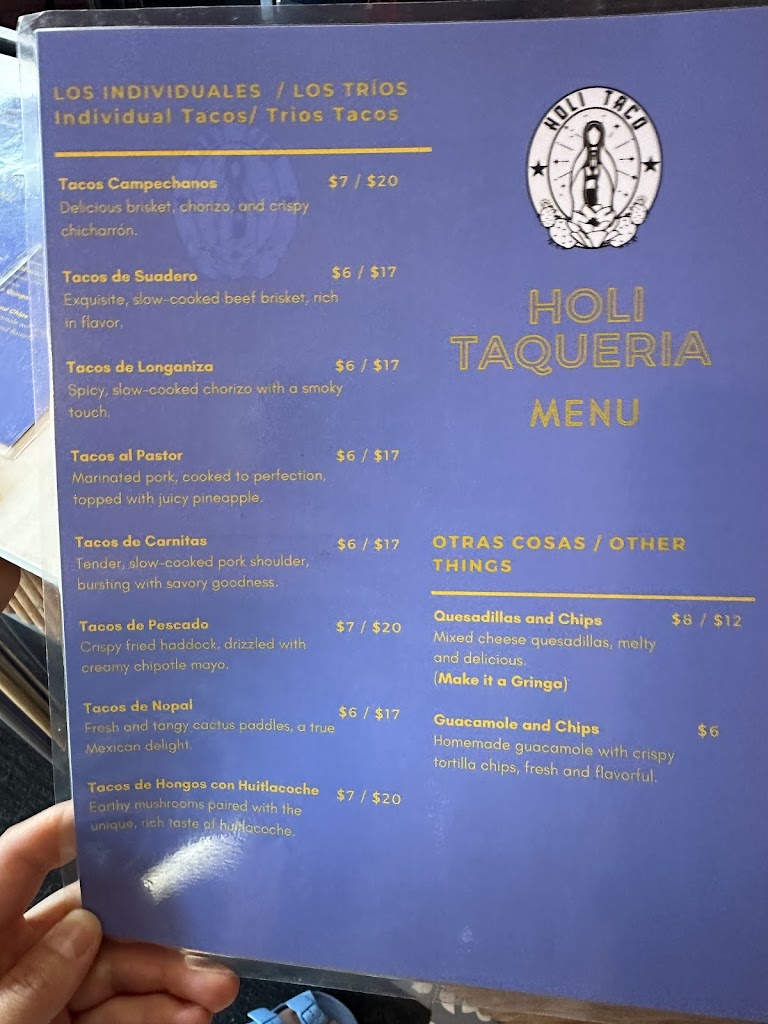 LOS INDIVIDUALES / LOS TRÍOS
Individual Tacos/ Trios Tacos
Tacos Campechanos $7 / $20
Delicious brisket, chorizo, and crispy
chicharrón.
Tacos de Suadero $6 / $17
Exquisite, slow-cooked beef brisket, rich
in flavor.
Tacos de Longaniza $6 / $17
Spicy, slow-cooked chorizo with a smoky
touch.
Tacos al Pastor $6 / $17
Marinated pork, cooked to perfection,
topped with juicy pineapple.
Tacos de Carnitas $6 / $17
Tender, slow-cooked pork shoulder,
bursting with savory goodness.
Tacos de Pescado $7 / $20
Crispy fried haddock, drizzled with
creamy chipotle mayo.
Tacos de Nopal $6 / $17
Fresh and tangy cactus paddles, a true
Mexican delight.
Tacos de Hongos con Huitlacoche $7 / $20
Earthy mushrooms paired with the
unique, rich taste of huitlacoche.
HOLI TACO
HOLI
TAQUERIA
MENU
OTRAS COSAS / OTHER
THINGS
Quesadillas and Chips $8 / $12
Mixed cheese quesadillas, melty
and delicious.
(Make it a Gringa)
Guacamole and Chips $6
Homemade guacamole with crispy
tortilla chips, fresh and flavorful.